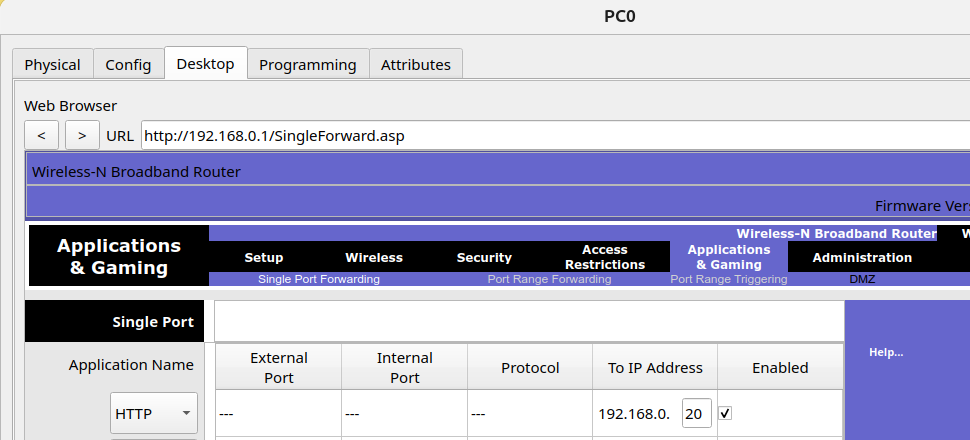 PC0
Physical Config Desktop Programming Attributes
Web Browser
< > URL http://192.168.0.1/SingleForward.asp
Wireless-N Broadband Router
Firmware Vers
Applications
& Gaming
Wireless-N Broadband Router W
Setup Wireless Security Access Restrictions Applications & Gaming Administration
Single Port Forwarding Port Range Forwarding Port Range Triggering DMZ
Single Port
Help...
Application Name
External Port Internal Port Protocol To IP Address Enabled
HTTP --- --- --- 192.168.0. 20